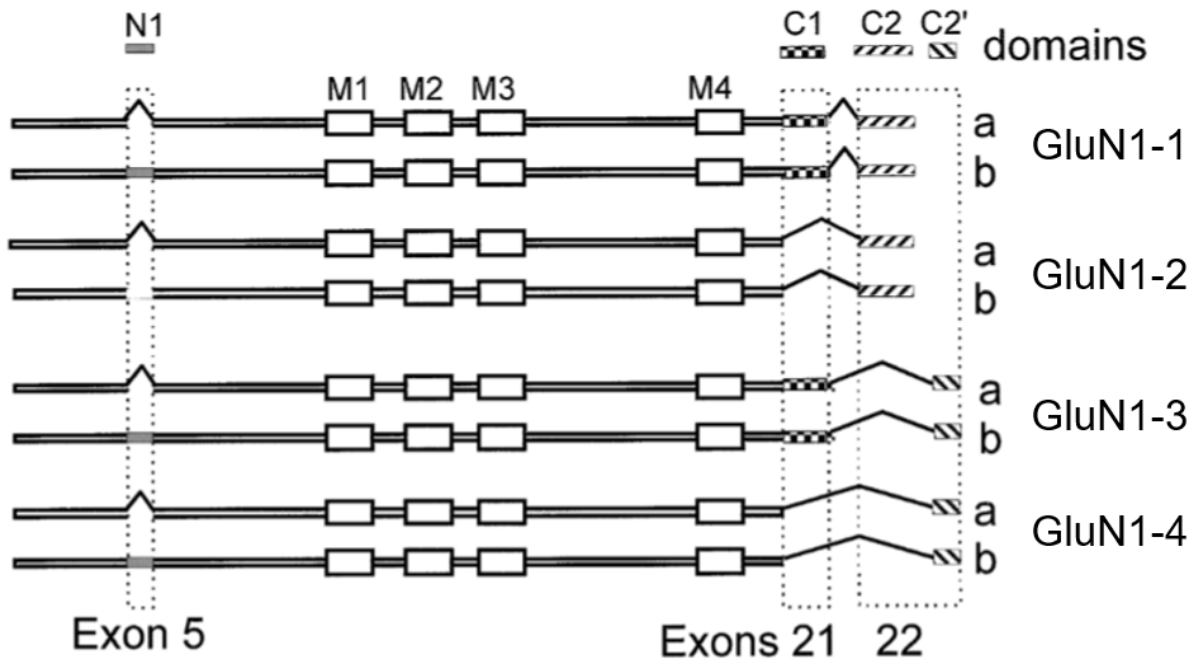 N1 C1 C2 C2' domains
M1 M2 M3 M4
a
GluN1-1
b
a
GluN1-2
b
a
GluN1-3
b
a
GluN1-4
b
Exon 5 Exons 21 22